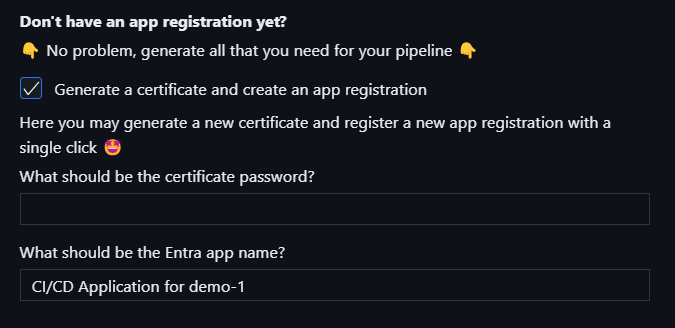 Don't have an app registration yet?
👇 No problem, generate all that you need for your pipeline 👇
Generate a certificate and create an app registration
Here you may generate a new certificate and register a new app registration with a
single click 🤩
What should be the certificate password?
What should be the Entra app name?
CI/CD Application for demo-1